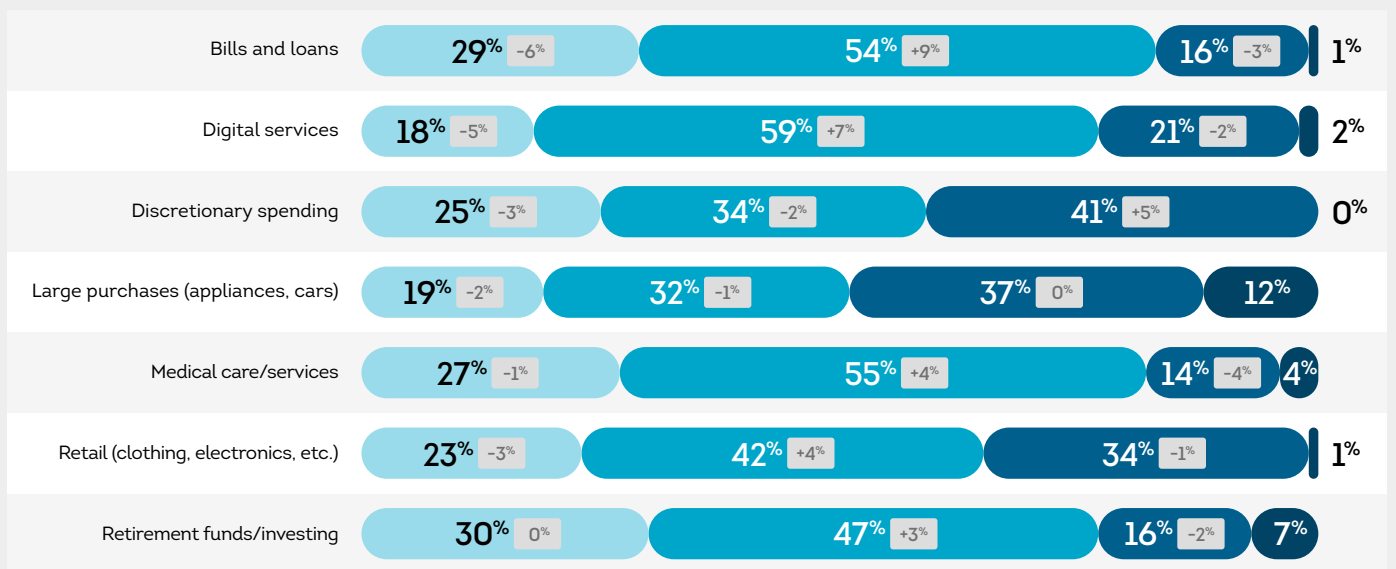 Bills and loans 29% -6% 54% +9% 16% -3% 1%
Digital services 18% -5% 59% +7% 21% -2% 2%
Discretionary spending 25% -3% 34% -2% 41% +5% 0%
Large purchases (appliances, cars) 19% -2% 32% -1% 37% 0% 12%
Medical care/services 27% -1% 55% +4% 14% -4% 4%
Retail (clothing, electronics, etc.) 23% -3% 42% +4% 34% -1% 1%
Retirement funds/investing 30% 0% 47% +3% 16% -2% 7%